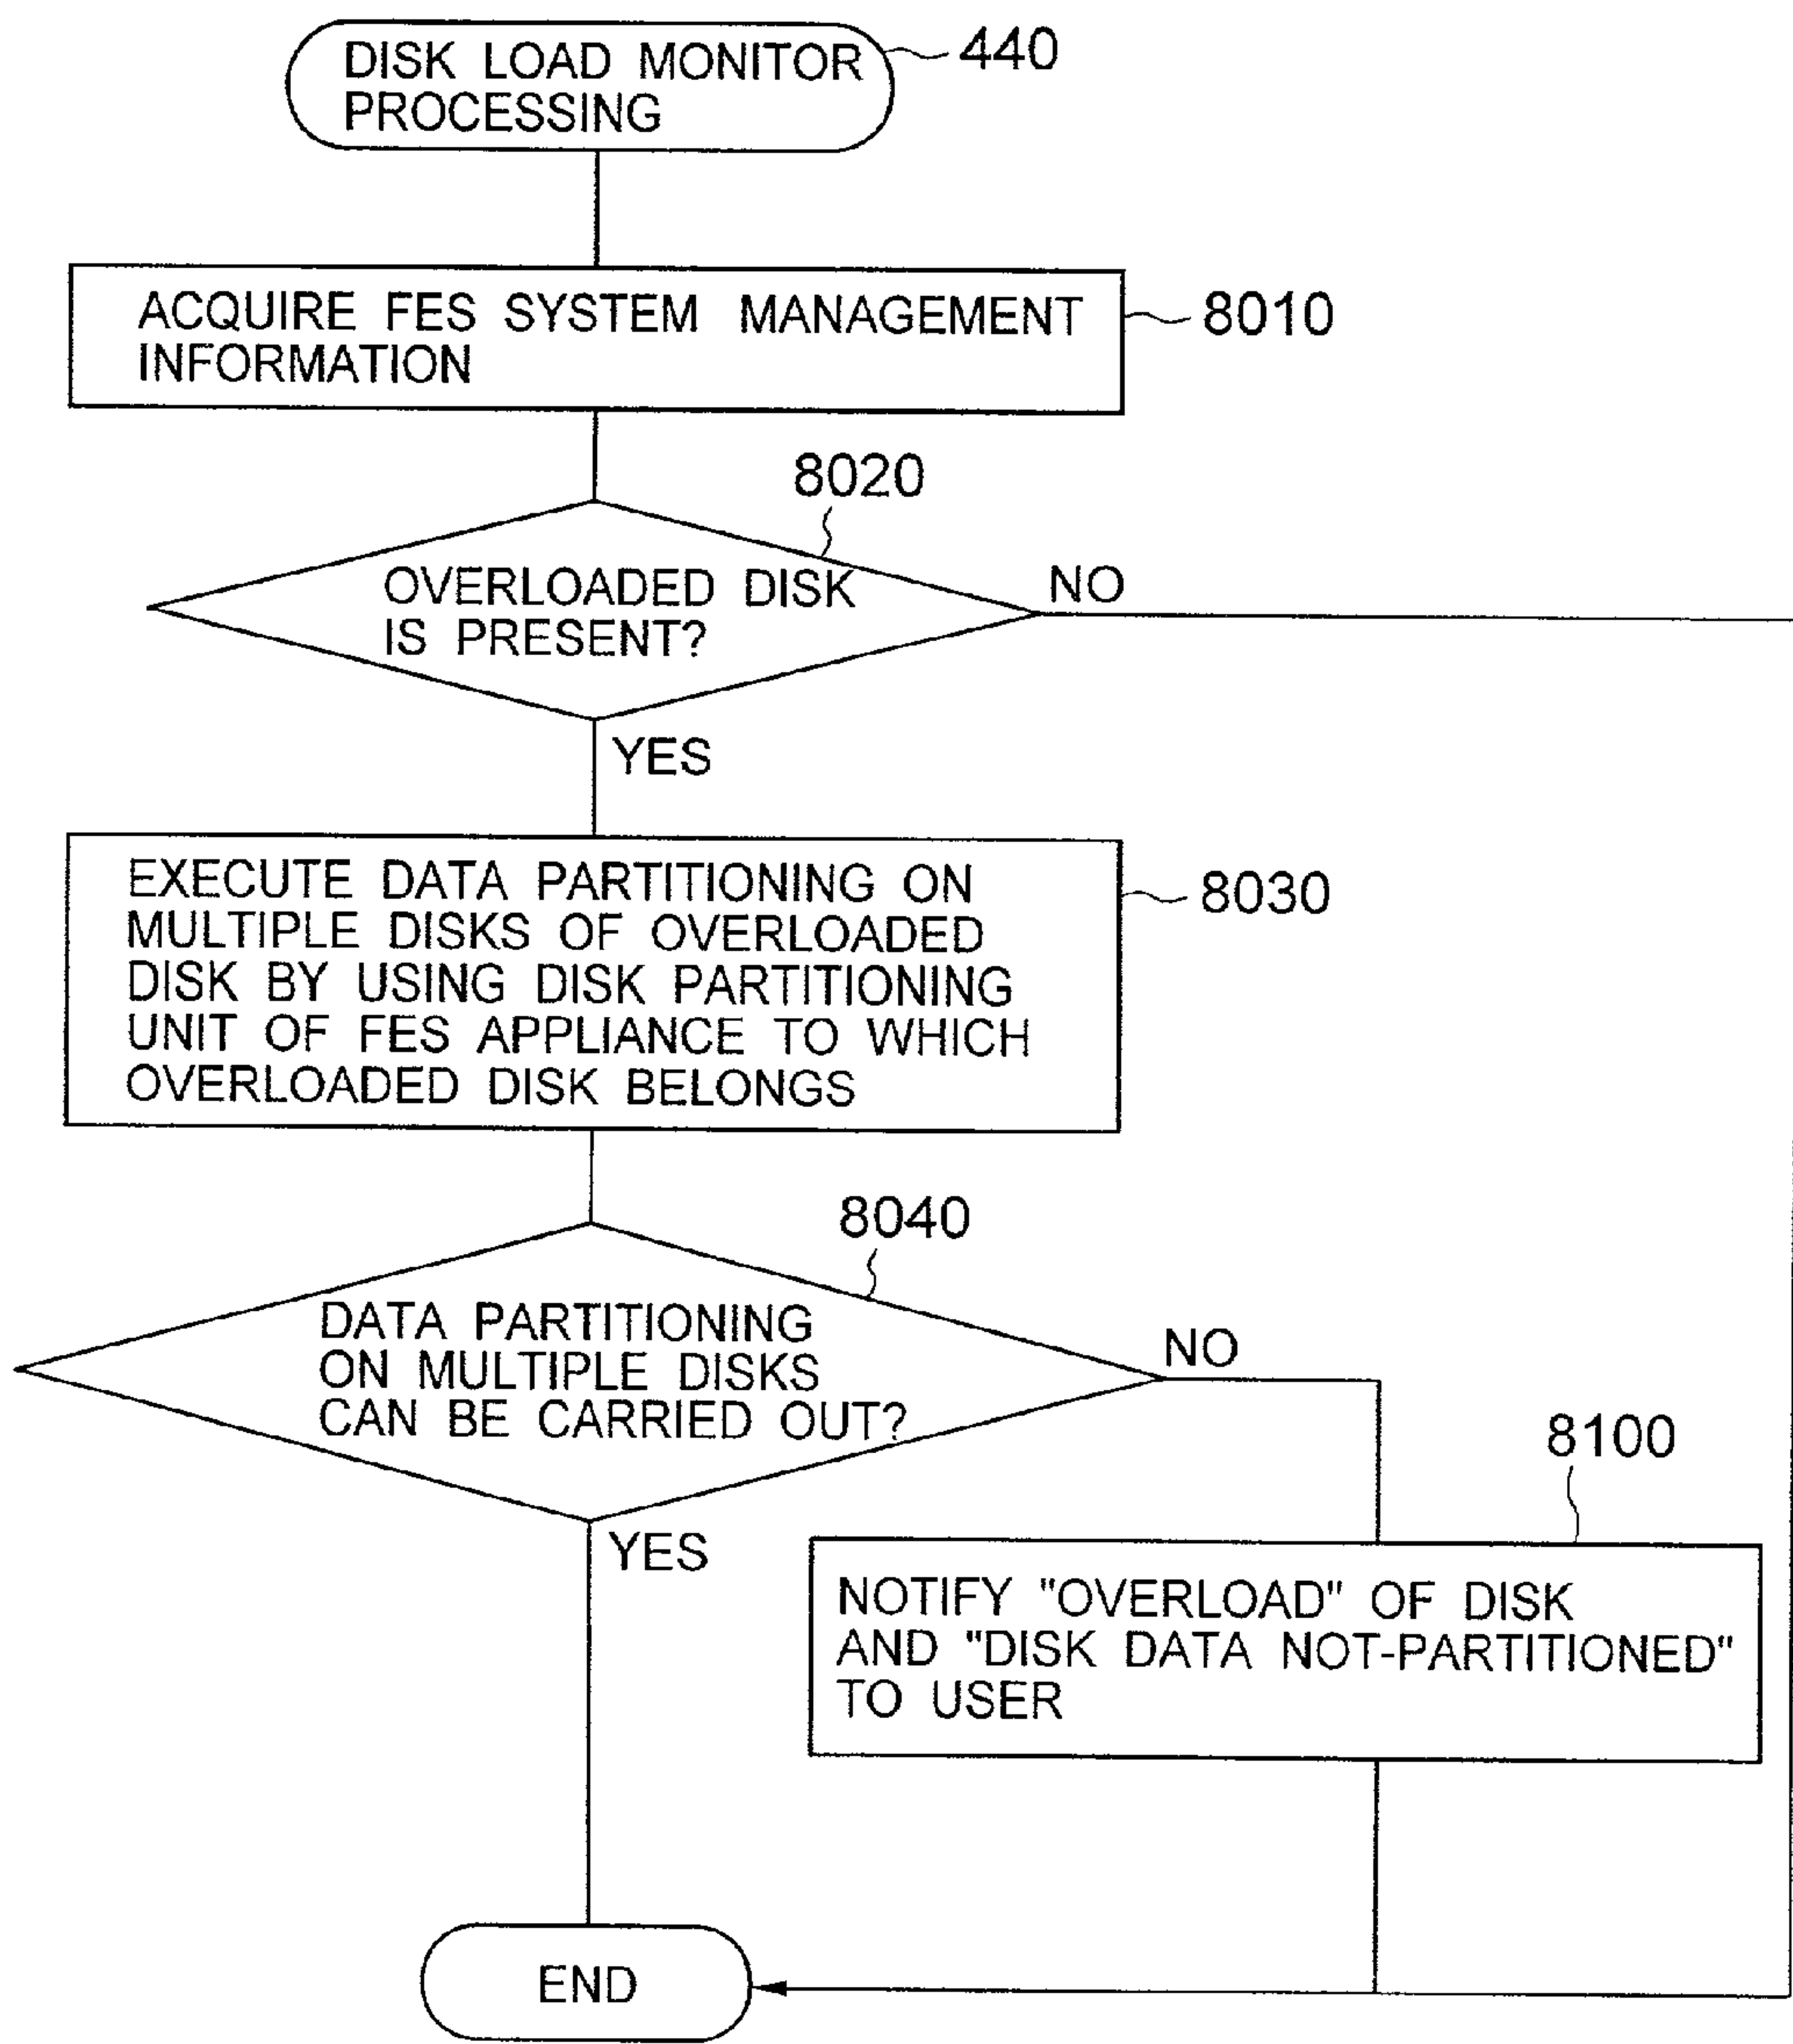 DISK LOAD MONITOR
PROCESSING
440
ACQUIRE FES SYSTEM MANAGEMENT
INFORMATION
8010
8020
OVERLOADED DISK
IS PRESENT?
NO
YES
EXECUTE DATA PARTITIONING ON
MULTIPLE DISKS OF OVERLOADED
DISK BY USING DISK PARTITIONING
UNIT OF FES APPLIANCE TO WHICH
OVERLOADED DISK BELONGS
8030
8040
DATA PARTITIONING
ON MULTIPLE DISKS
CAN BE CARRIED OUT?
NO
YES
8100
NOTIFY "OVERLOAD" OF DISK
AND "DISK DATA NOT-PARTITIONED"
TO USER
END